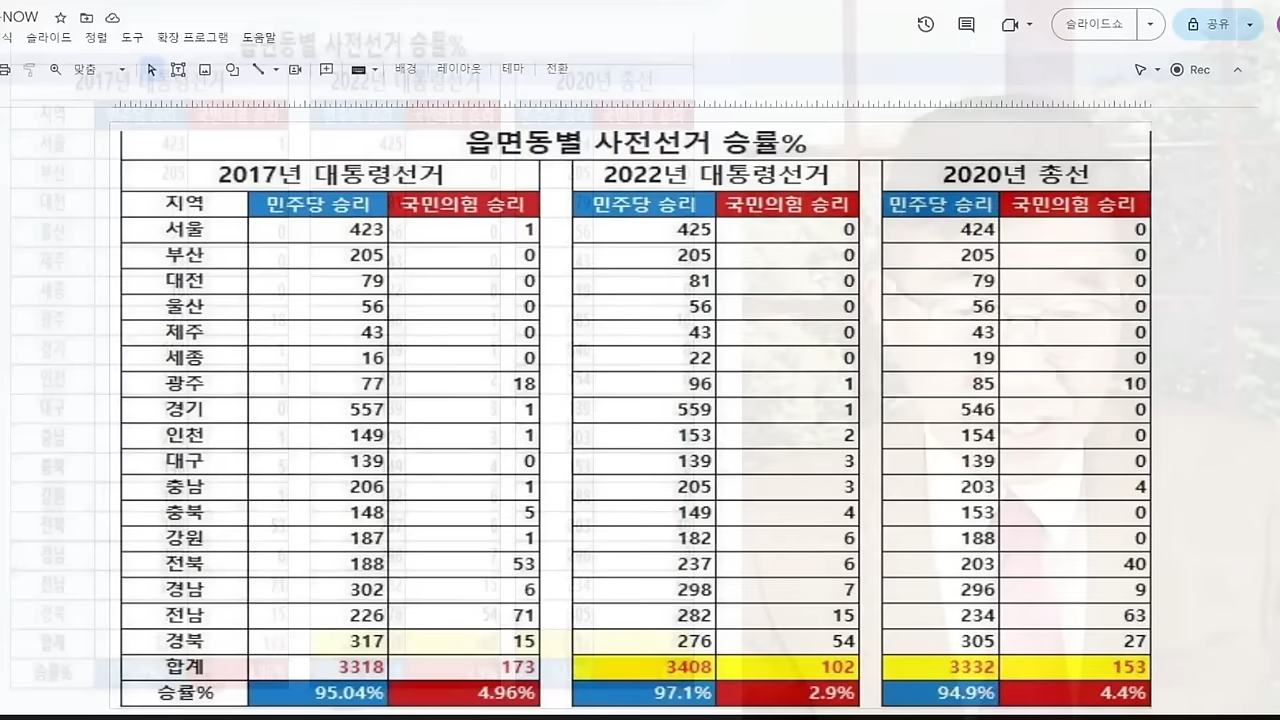 -NOW
식 슬라이드 정렬 도구 확장 프로그램 도움말
슬라이드쇼
공유
맞춤 배경 레이아웃 테마 전환
Rec
읍면동별 사전선거 승률%
2017년 대통령선거 2022년 대통령선거 2020년 총선
지역 민주당 승리 국민의힘 승리 민주당 승리 국민의힘 승리 민주당 승리 국민의힘 승리
서울 423 1 425 0 424 0
부산 205 0 205 0 205 0
대전 79 0 81 0 79 0
울산 56 0 56 0 56 0
제주 43 0 43 0 43 0
세종 16 0 22 0 19 0
광주 77 18 96 1 85 10
경기 557 1 559 1 546 0
인천 149 1 153 2 154 0
대구 139 0 139 3 139 0
충남 206 1 205 3 203 4
충북 148 5 149 4 153 0
강원 187 1 182 6 188 0
전북 188 53 237 6 203 40
경남 302 6 298 7 296 9
전남 226 71 282 15 234 63
경북 317 15 276 54 305 27
합계 3318 173 3408 102 3332 153
승률% 95.04% 4.96% 97.1% 2.9% 94.9% 4.4%